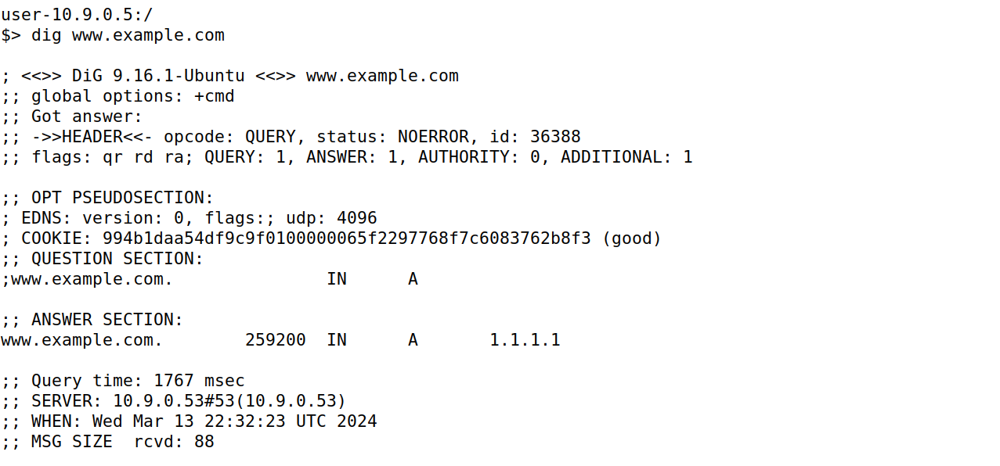 user-10.9.0.5:/
$> dig www.example.com
; <<>> DiG 9.16.1-Ubuntu <<>> www.example.com
;; global options: +cmd
;; Got answer:
;; ->>HEADER<<- opcode: QUERY, status: NOERROR, id: 36388
;; flags: qr rd ra; QUERY: 1, ANSWER: 1, AUTHORITY: 0, ADDITIONAL: 1
;; OPT PSEUDOSECTION:
; EDNS: version: 0, flags:; udp: 4096
; COOKIE: 994b1daa54df9c9f0100000065f2297768f7c6083762b8f3 (good)
;; QUESTION SECTION:
;www.example.com. IN A
;; ANSWER SECTION:
www.example.com. 259200 IN A 1.1.1.1
;; Query time: 1767 msec
;; SERVER: 10.9.0.53#53(10.9.0.53)
;; WHEN: Wed Mar 13 22:32:23 UTC 2024
;; MSG SIZE  rcvd: 88